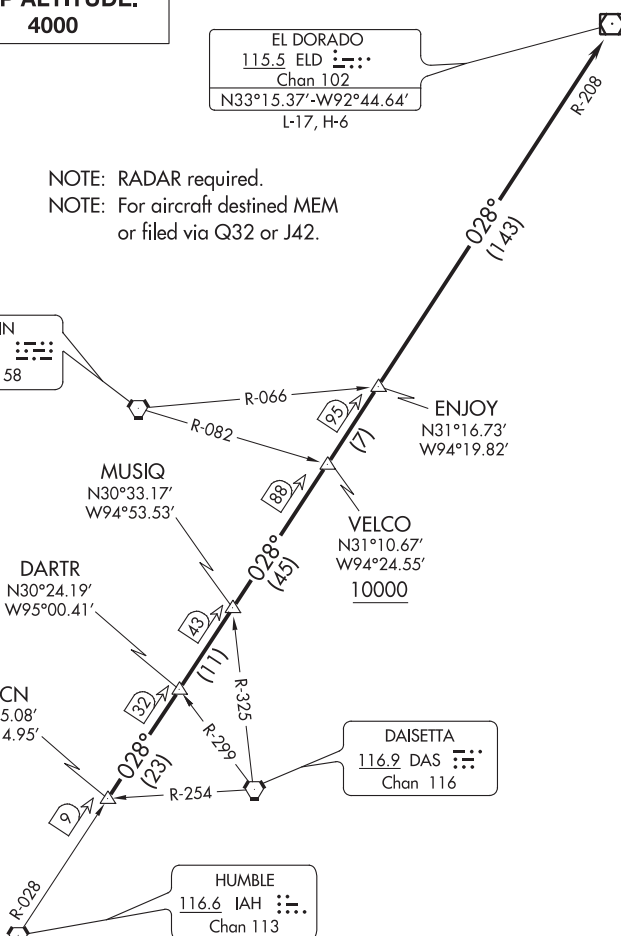 4000
EL DORADO
115.5 ELD
Chan 102
N33°15.37'-W92°44.64'
L-17, H-6
R-208
NOTE: RADAR required.
NOTE: For aircraft destined MEM
or filed via Q32 or J42.
028°
(143)
58
R-066
R-082
95
(7)
ENJOY
N31°16.73'
W94°19.82'
88
VELCO
N31°10.67'
W94°24.55'
10000
MUSIQ
N30°33.17'
W94°53.53'
028°
(45)
DARTR
N30°24.19'
W95°00.41'
43
(11)
32
R-325
R-299
CN
5.08'
4.95'
028°
(23)
9
R-254
DAISETTA
116.9 DAS
Chan 116
R-028
HUMBLE
116.6 IAH
Chan 113